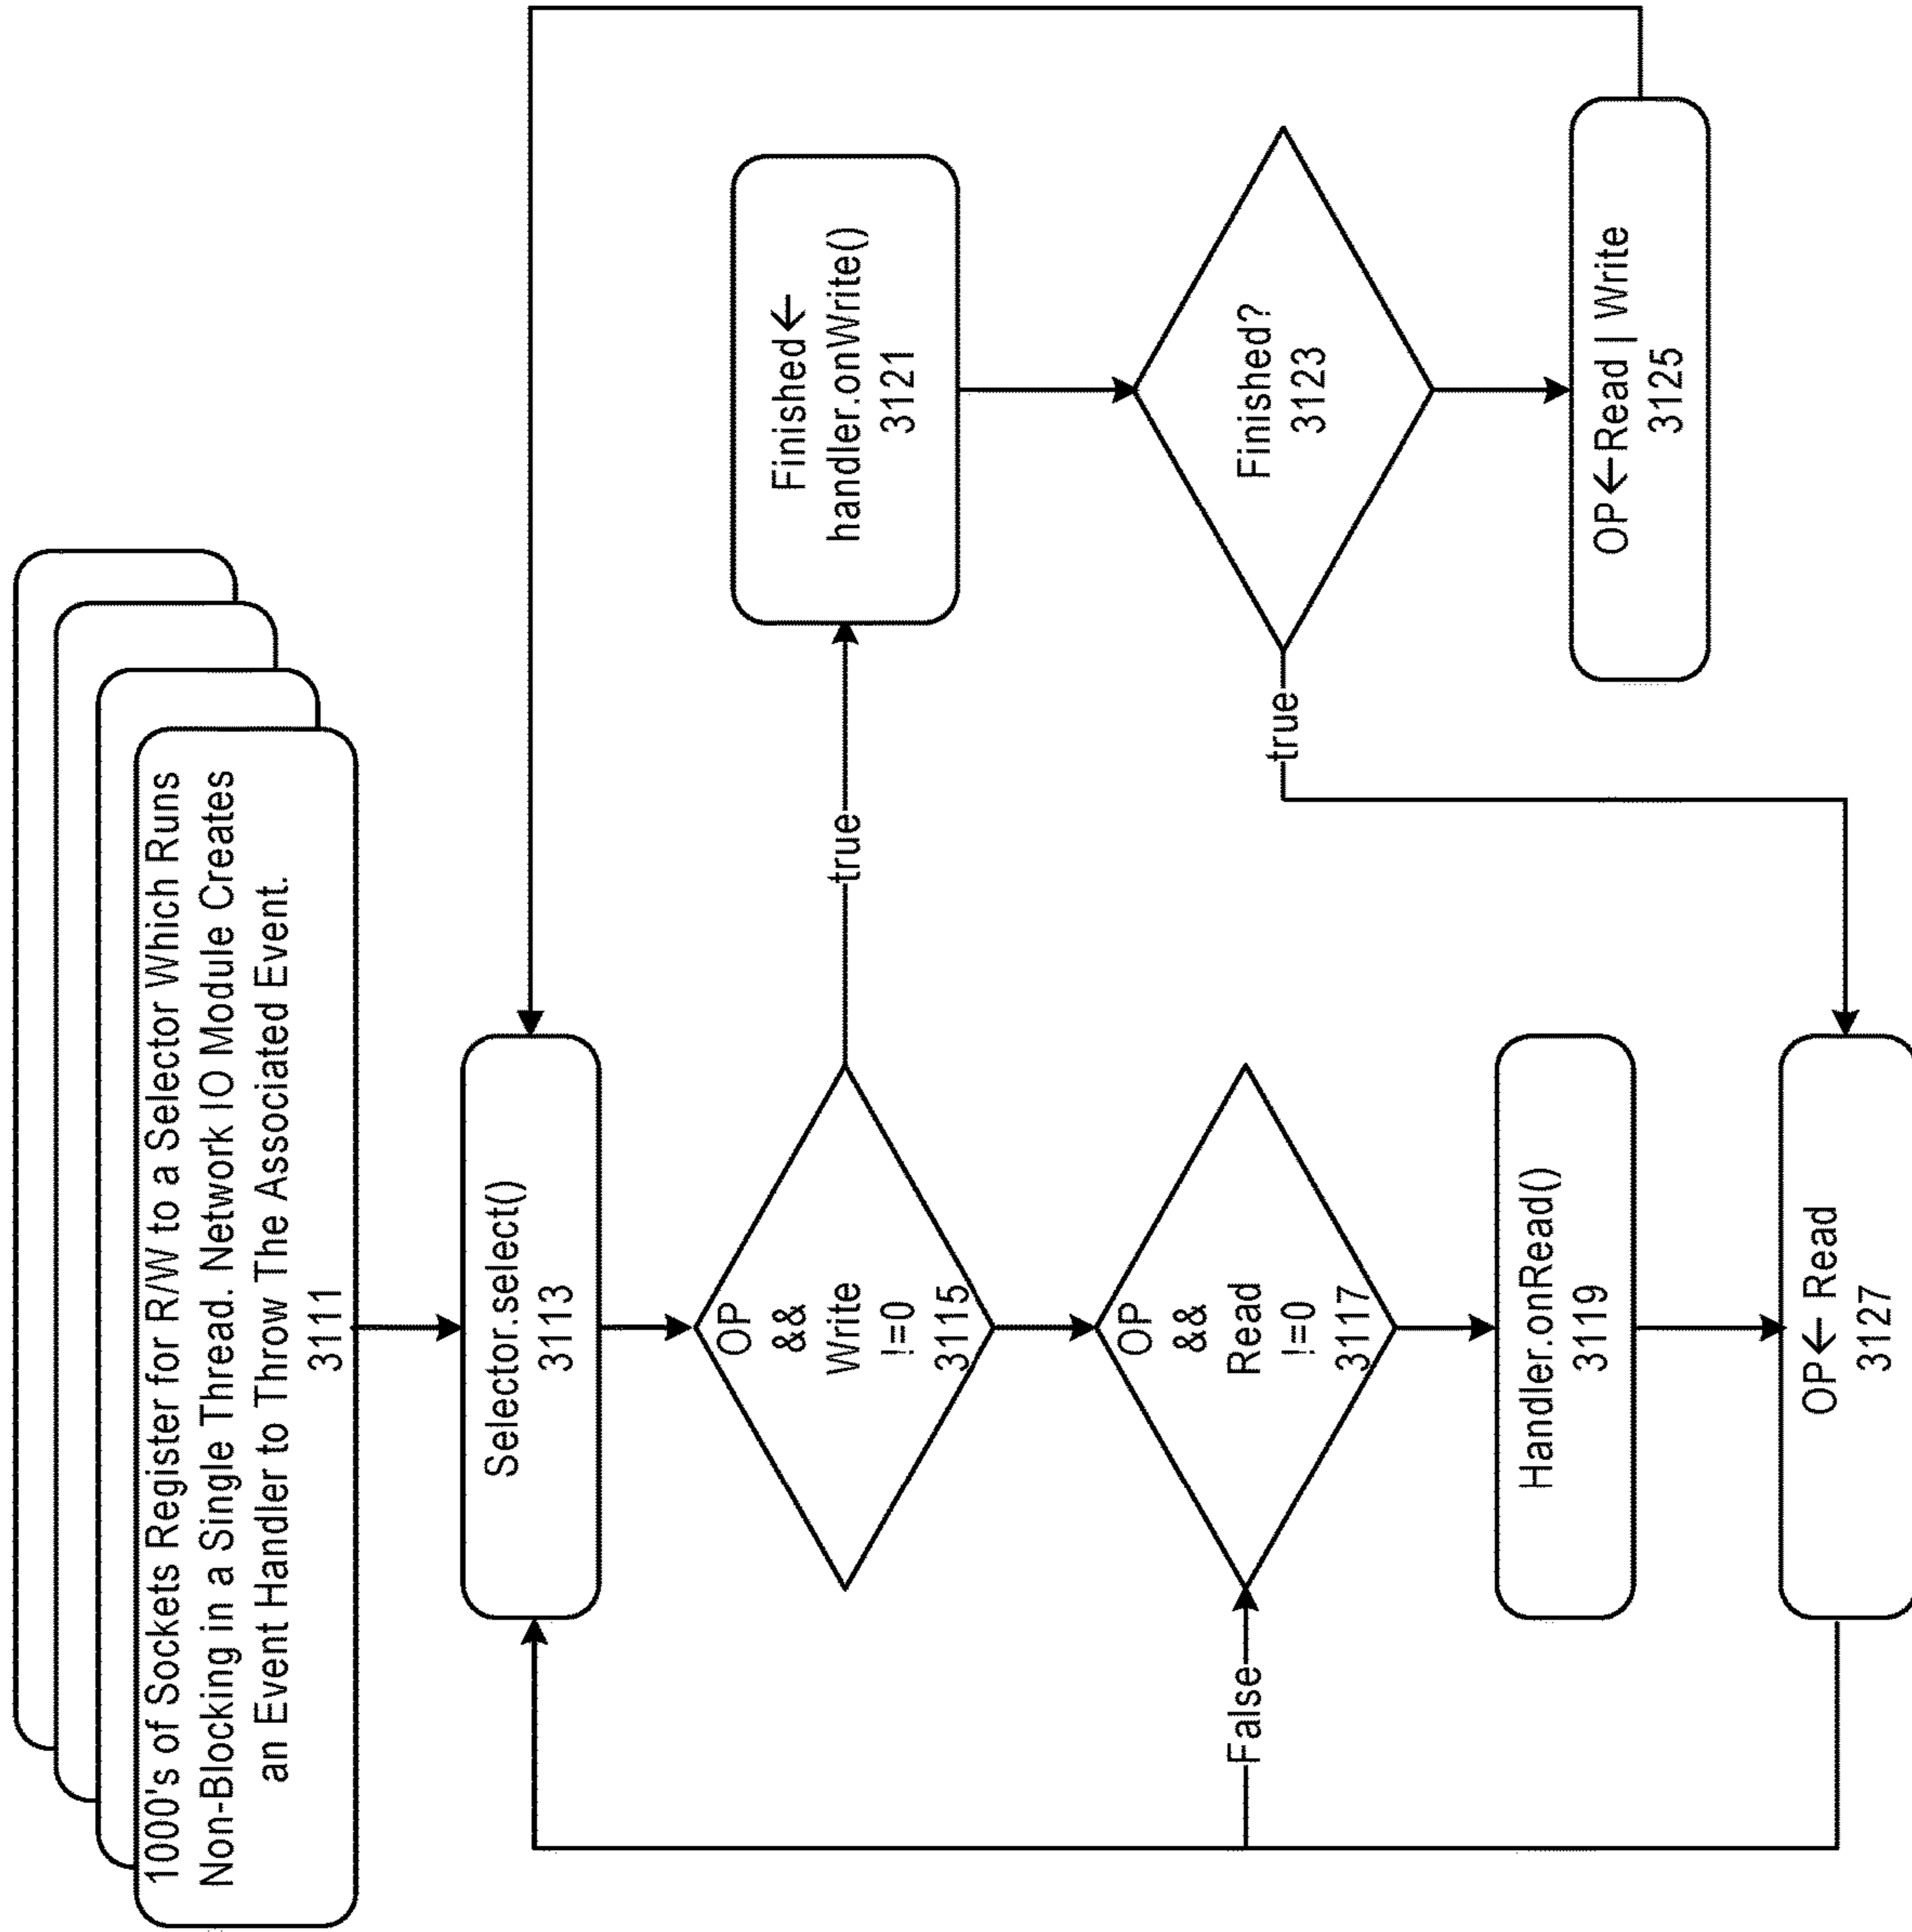 1000's of Sockets Register for R/W to a Selector Which Runs
Non-Blocking in a Single Thread. Network IO Module Creates
an Event Handler to Throw The Associated Event.
3111
Selector.select()
3113
OP
&&
Write
!=0
3115
true
Finished←
handler.onWrite()
3121
OP
&&
Read
!=0
3117
False
Finished?
3123
true
Handler.onRead()
3119
OP←Read | Write
3125
OP← Read
3127